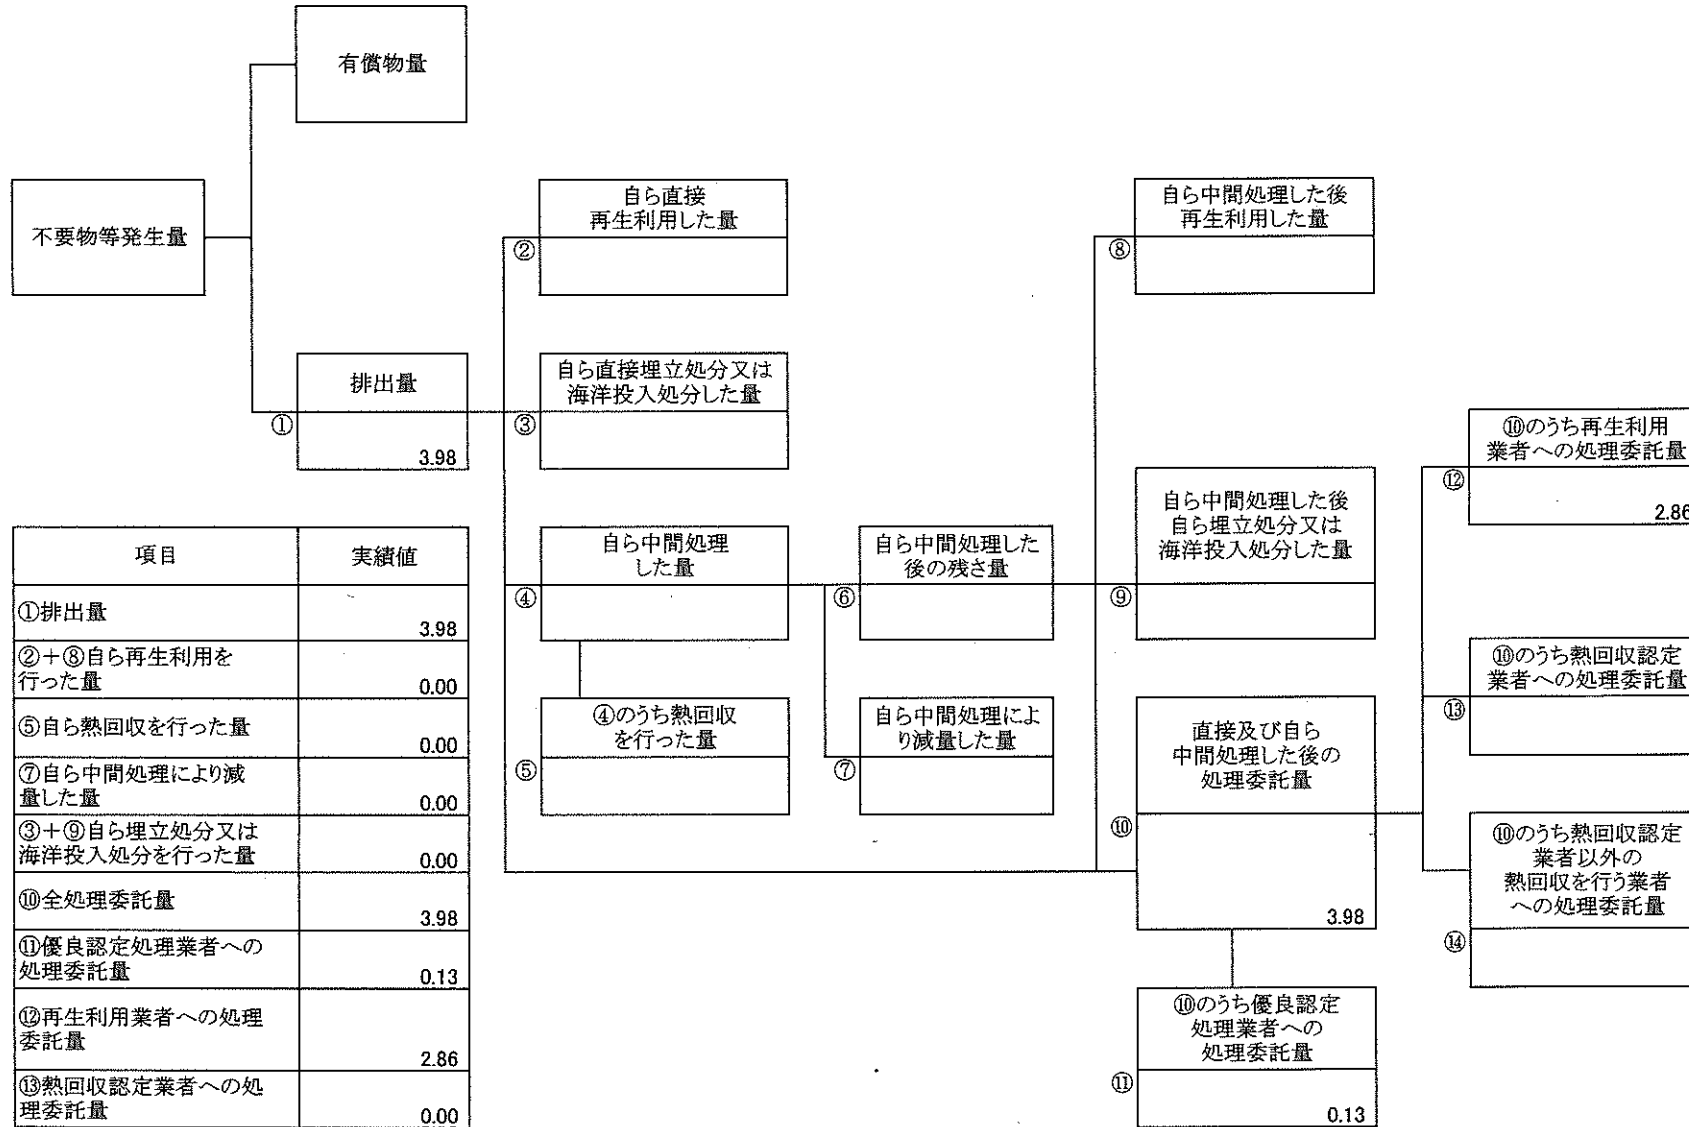 有償物量
不要物等発生量
自ら直接
再生利用した量
②
自ら中間処理した後
再生利用した量
⑧
排出量
①
3.98
自ら直接埋立処分又は
海洋投入処分した量
③
⑩のうち再生利用
業者への処理委託量
⑫
2.86
自ら中間処理
した量
④
自ら中間処理した
後の残さ量
⑥
自ら中間処理した後
自ら埋立処分又は
海洋投入処分した量
⑨
④のうち熱回収
を行った量
⑤
自ら中間処理によ
り減量した量
⑦
直接及び自ら
中間処理した後の
処理委託量
⑩
3.98
⑩のうち熱回収認定
業者への処理委託量
⑬
⑩のうち熱回収認定
業者以外の
熱回収を行う業者
への処理委託量
⑭
⑩のうち優良認定
処理業者への
処理委託量
⑪
0.13
項目 実績値
①排出量
3.98
②+⑧自ら再生利用を
行った量 0.00
⑤自ら熱回収を行った量
0.00
⑦自ら中間処理により減
量した量 0.00
③+⑨自ら埋立処分又は
海洋投入処分を行った量 0.00
⑩全処理委託量
3.98
⑪優良認定処理業者への
処理委託量 0.13
⑫再生利用業者への処理
委託量 2.86
⑬熱回収認定業者への処
理委託量 0.00